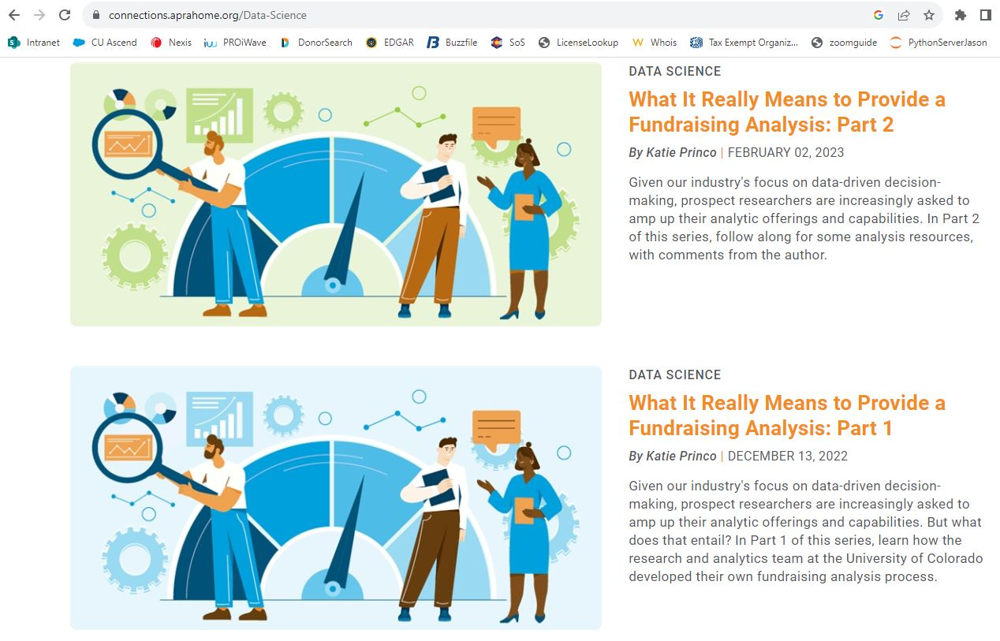 connections.aprahome.org/Data-Science
Intranet CU Ascend Nexis PROiWave DonorSearch EDGAR Buzzfile SoS LicenseLookup Whois Tax Exempt Organiz... zoomguide PythonServerJason
DATA SCIENCE
What It Really Means to Provide a
Fundraising Analysis: Part 2
By Katie Princo | FEBRUARY 02, 2023
Given our industry's focus on data-driven decision-
making, prospect researchers are increasingly asked to
amp up their analytic offerings and capabilities. In Part 2
of this series, follow along for some analysis resources,
with comments from the author.
DATA SCIENCE
What It Really Means to Provide a
Fundraising Analysis: Part 1
By Katie Princo | DECEMBER 13, 2022
Given our industry's focus on data-driven decision-
making, prospect researchers are increasingly asked to
amp up their analytic offerings and capabilities. But what
does that entail? In Part 1 of this series, learn how the
research and analytics team at the University of Colorado
developed their own fundraising analysis process.